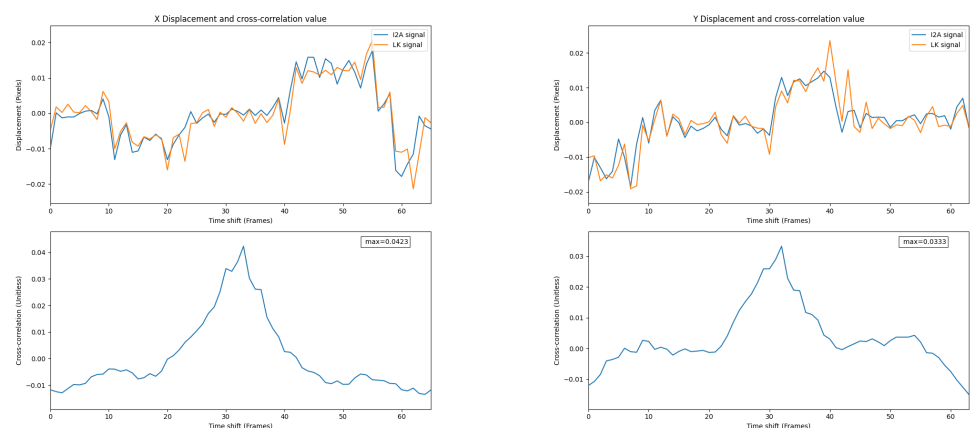 X Displacement and cross-correlation value
Displacement (Pixels)
0.02
0.01
0.00
−0.01
−0.02
I2A signal
LK signal
0 10 20 30 40 50 60
Time shift (Frames)
Cross-correlation (Unitless)
0.04
0.03
0.02
0.01
0.00
−0.01
max=0.0423
0 10 20 30 40 50 60
Time shift (Frames)
Y Displacement and cross-correlation value
Displacement (Pixels)
0.02
0.01
0.00
−0.01
−0.02
I2A signal
LK signal
0 10 20 30 40 50 60
Time shift (Frames)
Cross-correlation (Unitless)
0.03
0.02
0.01
0.00
−0.01
max=0.0333
0 10 20 30 40 50 60
Time shift (Frames)